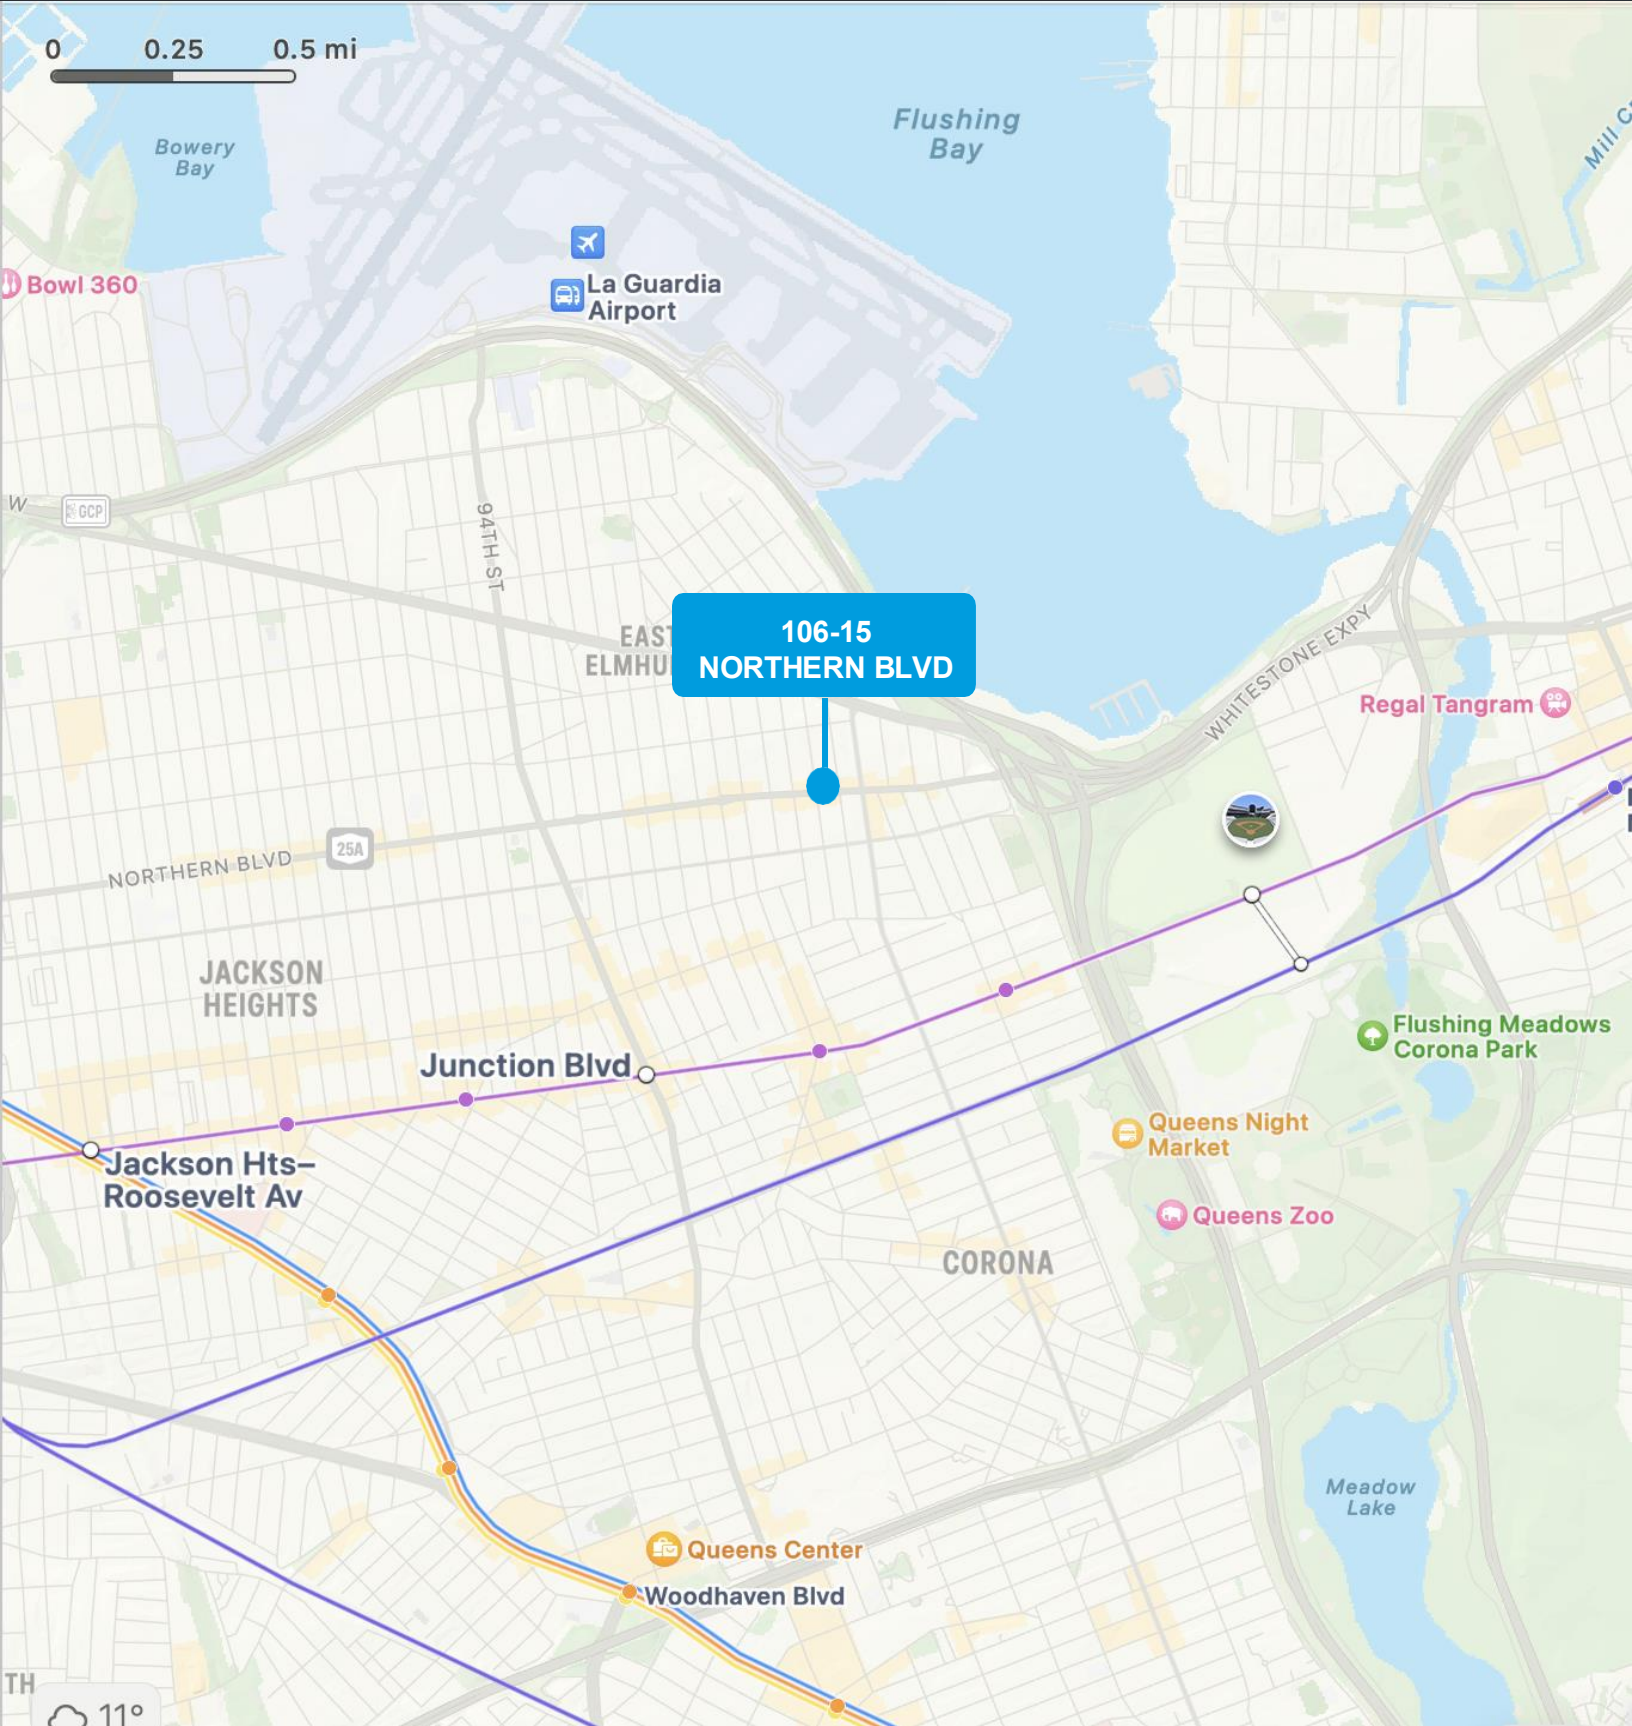 0 0.25 0.5 mi
Flushing
Bay
Bowery
Bay
Bowl 360
La Guardia
Airport
W
GCP
94TH ST
106-15
NORTHERN BLVD
WHITESTONE EXPY
Regal Tangram
NORTHERN BLVD
25A
JACKSON
HEIGHTS
Junction Blvd
Flushing Meadows
Corona Park
Queens Night
Market
Jackson Hts–
Roosevelt Av
Queens Zoo
CORONA
Meadow
Lake
Queens Center
Woodhaven Blvd
TH
11°